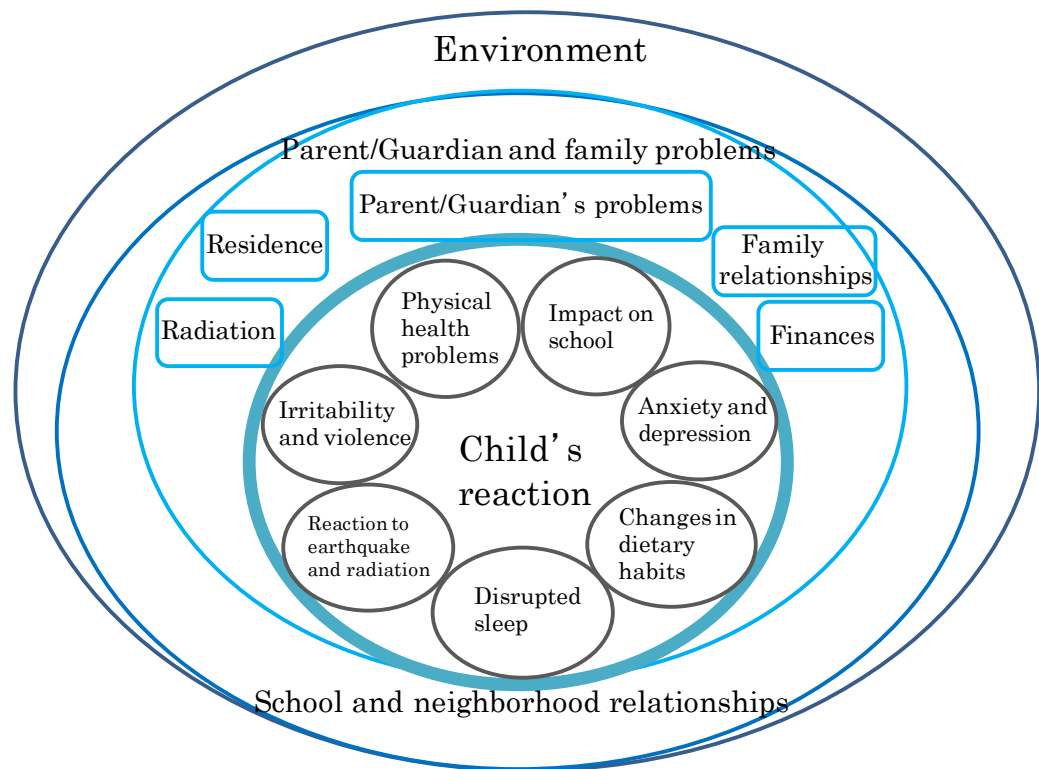 Environment
Parent/Guardian and family problems
Parent/Guardian's problems
Residence
Family
relationships
Radiation
Finances
Physical
health
problems
Impact on
school
Irritability
and violence
Anxiety and
depression
Child's
reaction
Reaction to
earthquake
and radiation
Changes in
dietary
habits
Disrupted
sleep
School and neighborhood relationships